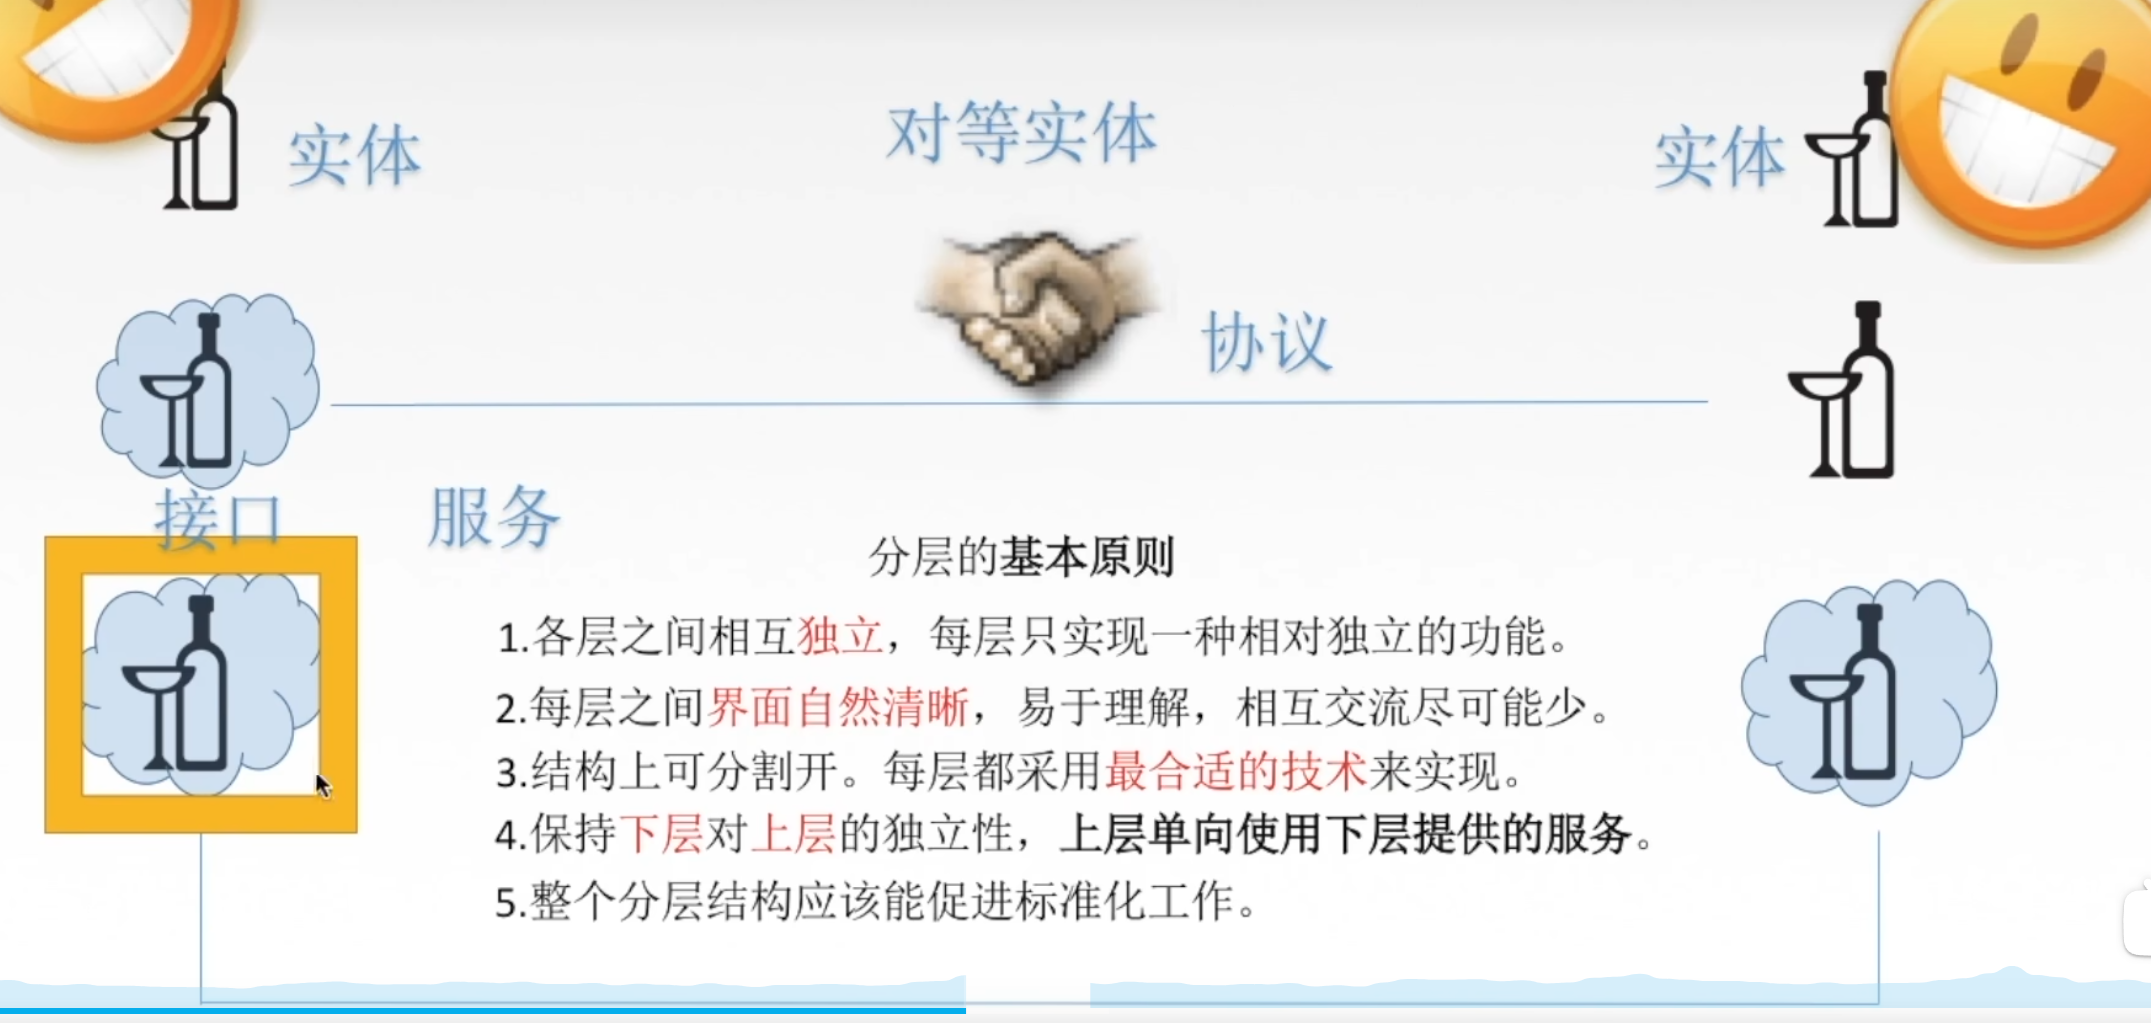 对等实体
实体
实体
协议
接口
服务
分层的基本原则
1.各层之间相互独立，每层只实现一种相对独立的功能。
2.每层之间界面自然清晰，易于理解，相互交流尽可能少。
3.结构上可分割开。每层都采用最合适的技术来实现。
4.保持下层对上层的独立性，上层单向使用下层提供的服务。
5.整个分层结构应该能促进标准化工作。